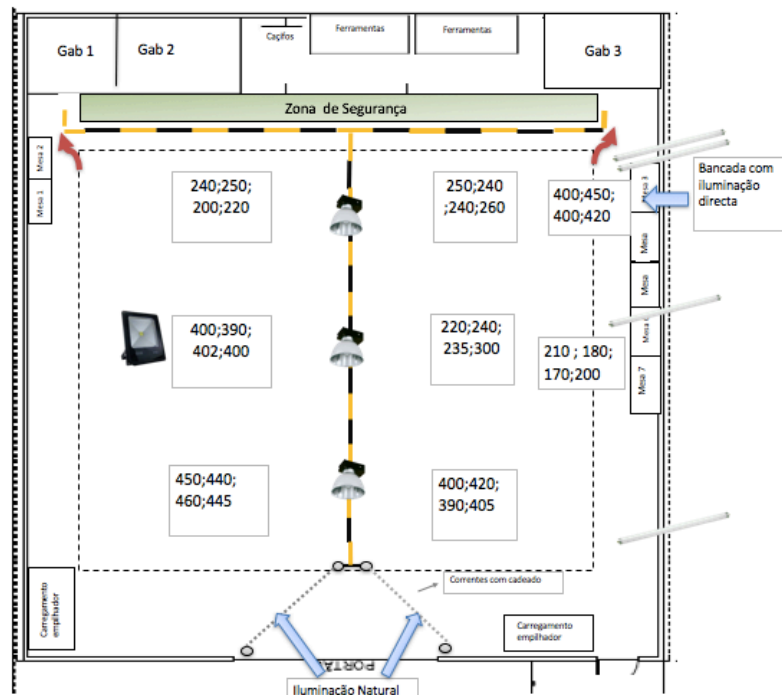 Gab 1
Gab 2
Caçifos
Ferramentas
Ferramentas
Gab 3
Zona de Segurança
Mesa 2
Mesa 1
240;250;
200;220
250;240
;240;260
400;450;
400;420
Mesa 3
Bancada com
iluminação
directa
Mesa
Mesa
400;390;
402;400
220;240;
235;300
210 ; 180;
170;200
Mesa
Mesa 7
450;440;
460;445
400;420;
390;405
Correntes com cadeado
Carregamento
empilhador
Carregamento
empilhador
Iluminação Natural